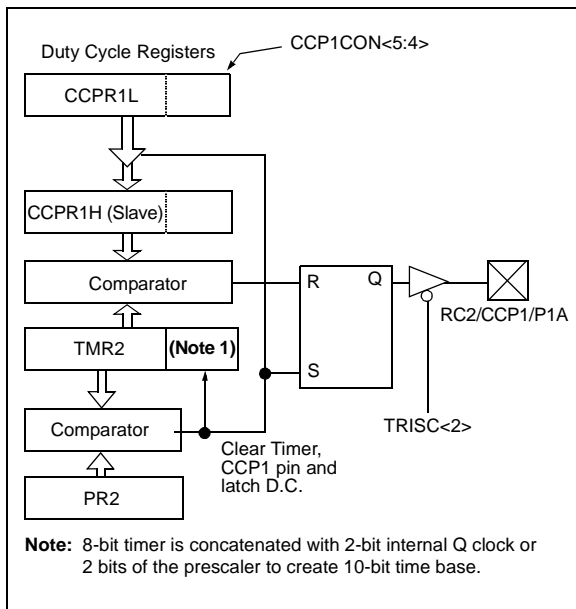 Duty Cycle Registers
CCP1CON<5:4>
CCPR1L
CCPR1H (Slave)
Comparator
R
Q
RC2/CCP1/P1A
TMR2
(Note 1)
S
TRISC<2>
Comparator
Clear Timer,
CCP1 pin and
latch D.C.
PR2
Note: 8-bit timer is concatenated with 2-bit internal Q clock or
2 bits of the prescaler to create 10-bit time base.